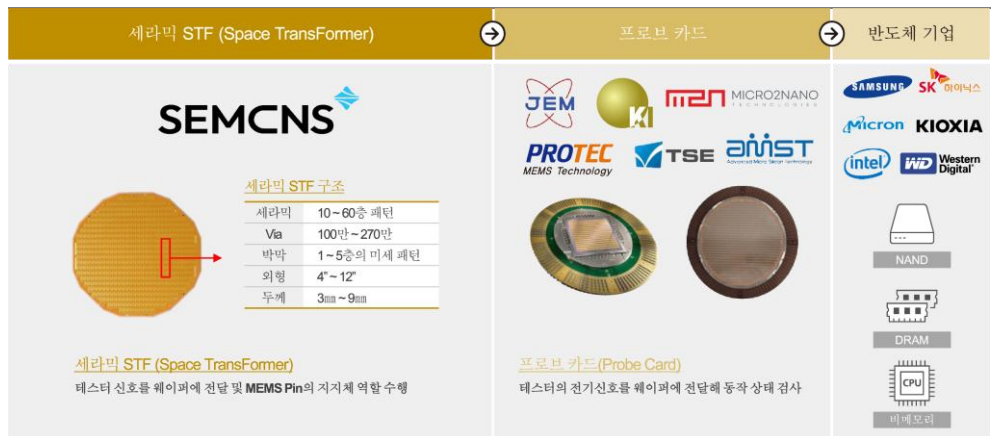 세라믹 STF (Space TransFormer)
프로브 카드
반도체 기업
SEMCNS
세라믹 STF 구조
세라믹 10~60층 패턴
Via 100만~270만
박막 1~5층의 미세 패턴
외형 4"~12"
두께 3㎜~9㎜
세라믹 STF (Space TransFormer)
테스터 신호를 웨이퍼에 전달 및 MEMS Pin의 지지체 역할 수행
JEM
KI
MICRO2NANO
TECHNOLOGIES
PROTEC
MEMS Technology
TSE
amst
Advanced Micro Silicon Technology
프로브 카드(Probe Card)
테스터의 전기신호를 웨이퍼에 전달해 동작 상태 검사
SAMSUNG SK 하이닉스
Micron KIOXIA
intel WD Western Digital
NAND
DRAM
CPU
비메모리